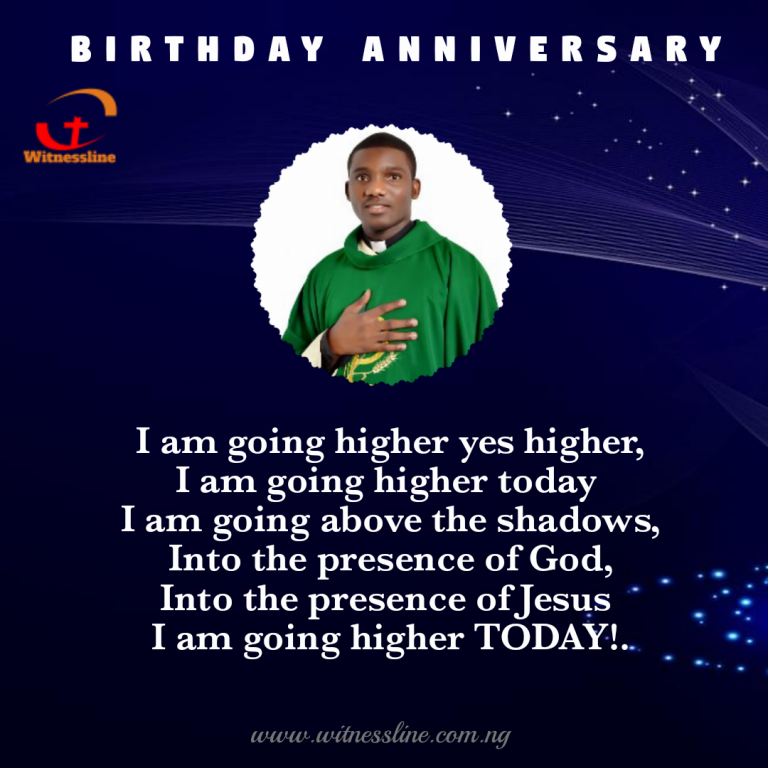 BIRTHDAY ANNIVERSARY
Witnessline
I am going higher yes higher,
I am going higher today
I am going above the shadows,
Into the presence of God,
Into the presence of Jesus
I am going higher TODAY!.
www.witnessline.com.ng